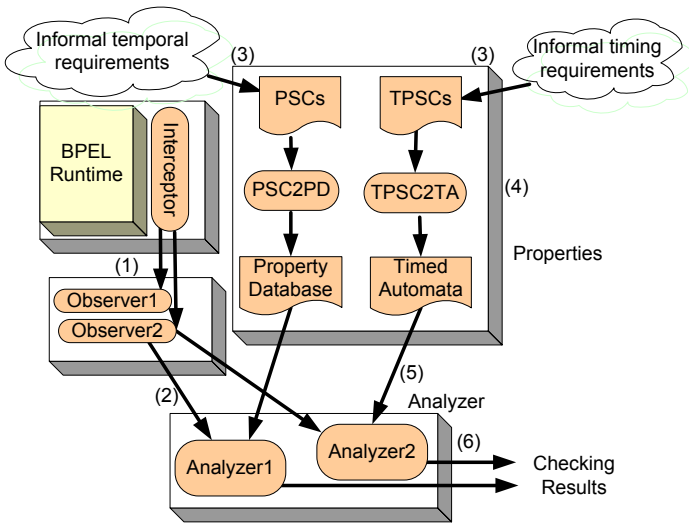 Informal temporal
requirements
(3)
(3)
Informal timing
requirements
PSCs
TPSCs
BPEL
Runtime
Interceptor
PSC2PD
TPSC2TA
(4)
Properties
(1)
Property
Database
Timed
Automata
Observer1
Observer2
(2)
(5)
Analyzer
Analyzer1
Analyzer2
(6)
Checking
Results